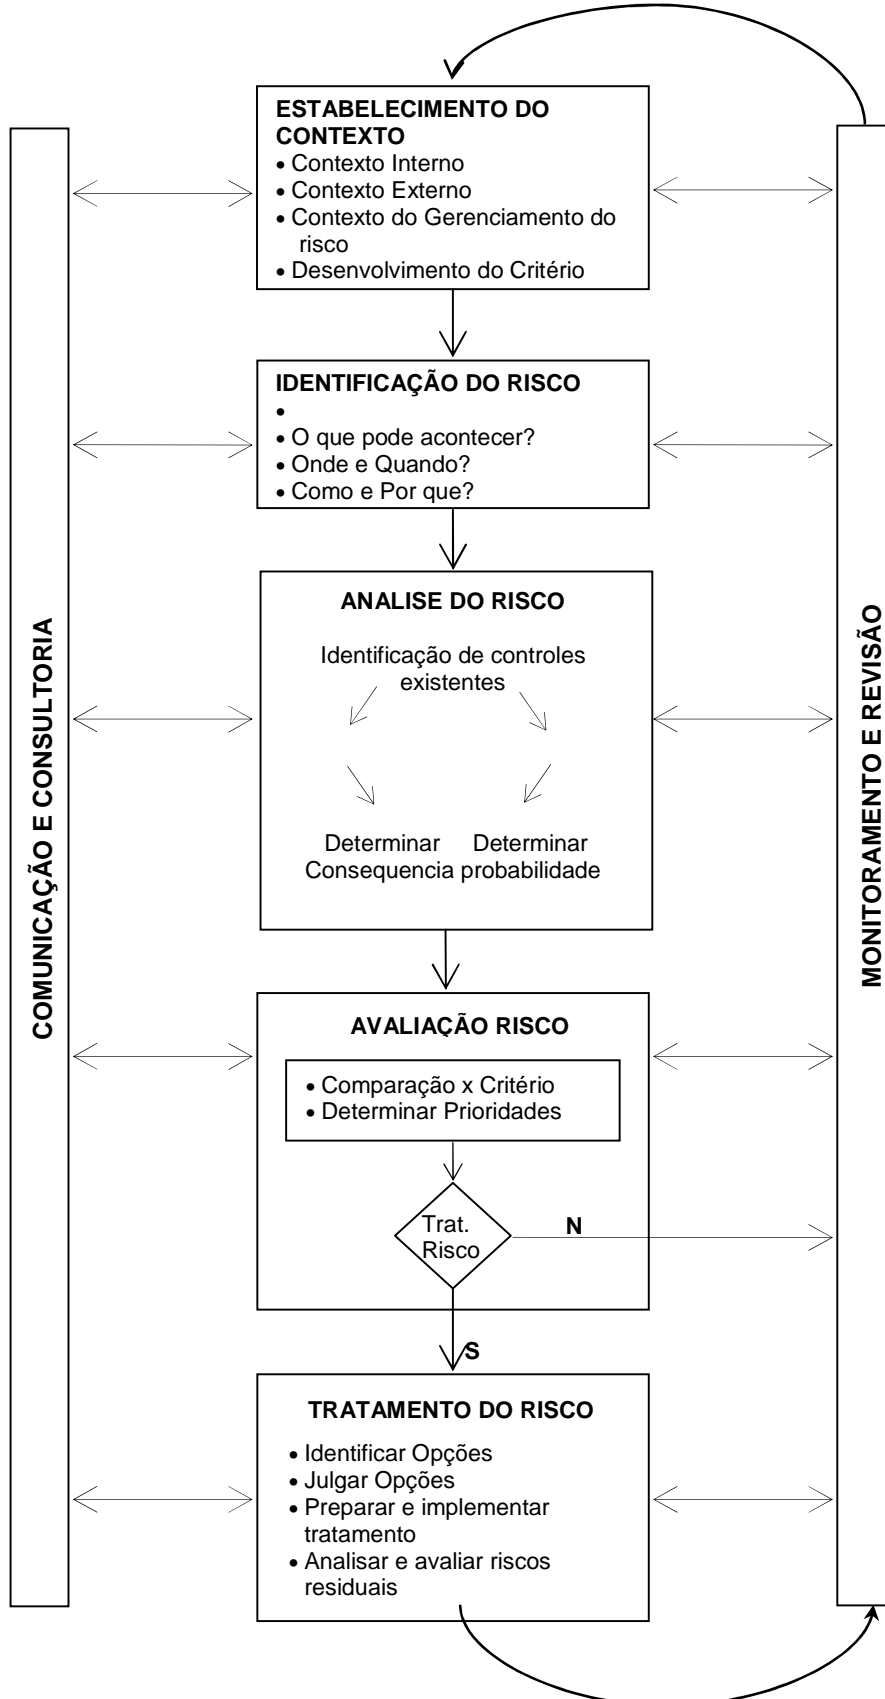 ESTABELECIMENTO DO
CONTEXTO
• Contexto Interno
• Contexto Externo
• Contexto do Gerenciamento do
risco
• Desenvolvimento do Critério
IDENTIFICAÇÃO DO RISCO
•
• O que pode acontecer?
• Onde e Quando?
• Como e Por que?
ANALISE DO RISCO
Identificação de controles
existentes
Determinar Determinar
Consequencia probabilidade
AVALIAÇÃO RISCO
• Comparação x Critério
• Determinar Prioridades
Trat.
Risco
N
S
TRATAMENTO DO RISCO
• Identificar Opções
• Julgar Opções
• Preparar e implementar
tratamento
• Analisar e avaliar riscos
residuais
COMUNICAÇÃO E CONSULTORIA
MONITORAMENTO E REVISÃO